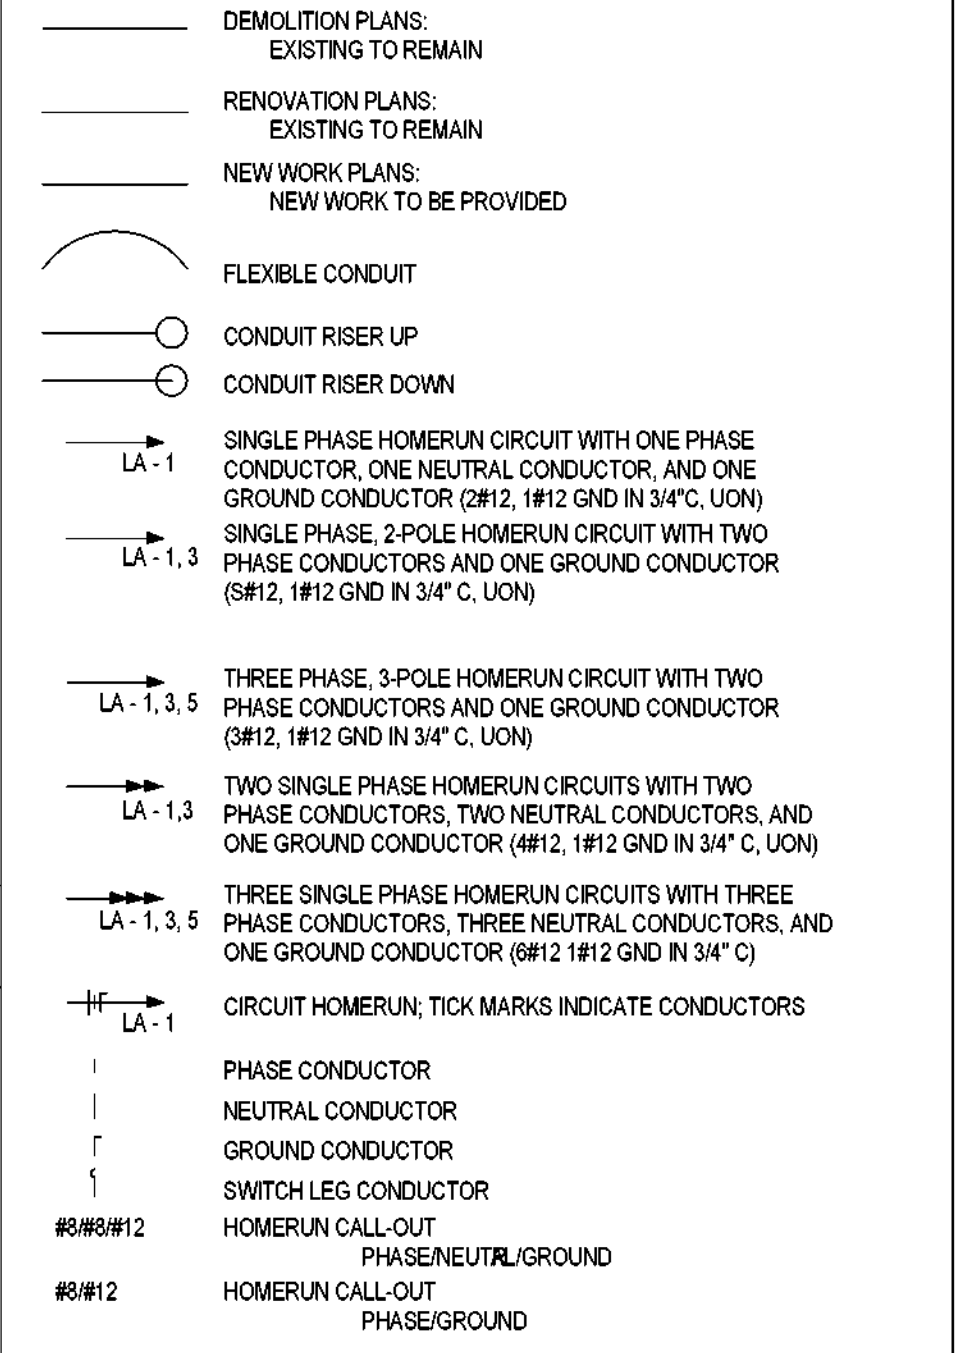 DEMOLITION PLANS:
EXISTING TO REMAIN
RENOVATION PLANS:
EXISTING TO REMAIN
NEW WORK PLANS:
NEW WORK TO BE PROVIDED
FLEXIBLE CONDUIT
CONDUIT RISER UP
CONDUIT RISER DOWN
LA - 1
SINGLE PHASE HOMERUN CIRCUIT WITH ONE PHASE
CONDUCTOR, ONE NEUTRAL CONDUCTOR, AND ONE
GROUND CONDUCTOR (2#12, 1#12 GND IN 3/4"C, UON)
LA - 1, 3
SINGLE PHASE, 2-POLE HOMERUN CIRCUIT WITH TWO
PHASE CONDUCTORS AND ONE GROUND CONDUCTOR
(S#12, 1#12 GND IN 3/4" C, UON)
LA - 1, 3, 5
THREE PHASE, 3-POLE HOMERUN CIRCUIT WITH TWO
PHASE CONDUCTORS AND ONE GROUND CONDUCTOR
(3#12, 1#12 GND IN 3/4" C, UON)
LA - 1,3
TWO SINGLE PHASE HOMERUN CIRCUITS WITH TWO
PHASE CONDUCTORS, TWO NEUTRAL CONDUCTORS, AND
ONE GROUND CONDUCTOR (4#12, 1#12 GND IN 3/4" C, UON)
LA - 1, 3, 5
THREE SINGLE PHASE HOMERUN CIRCUITS WITH THREE
PHASE CONDUCTORS, THREE NEUTRAL CONDUCTORS, AND
ONE GROUND CONDUCTOR (6#12 1#12 GND IN 3/4" C)
LA - 1
CIRCUIT HOMERUN; TICK MARKS INDICATE CONDUCTORS
PHASE CONDUCTOR
NEUTRAL CONDUCTOR
GROUND CONDUCTOR
SWITCH LEG CONDUCTOR
#8/#8/#12 HOMERUN CALL-OUT
PHASE/NEUTRL/GROUND
#8/#12 HOMERUN CALL-OUT
PHASE/GROUND